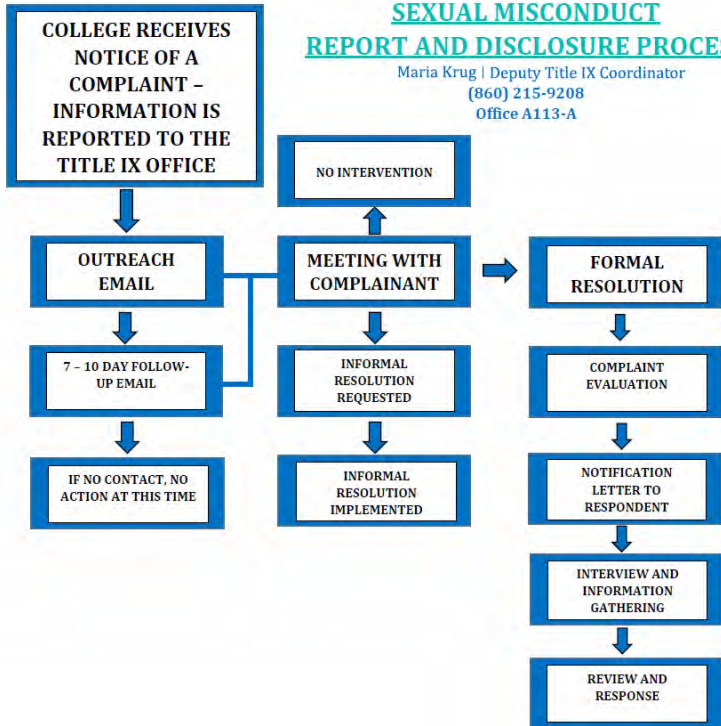 SEXUAL MISCONDUCT
REPORT AND DISCLOSURE PROCES
Maria Krug | Deputy Title IX Coordinator
(860) 215-9208
Office A113-A
COLLEGE RECEIVES
NOTICE OF A
COMPLAINT –
INFORMATION IS
REPORTED TO THE
TITLE IX OFFICE
NO INTERVENTION
OUTREACH
EMAIL
MEETING WITH
COMPLAINANT
FORMAL
RESOLUTION
7 – 10 DAY FOLLOW-
UP EMAIL
INFORMAL
RESOLUTION
REQUESTED
COMPLAINT
EVALUATION
IF NO CONTACT, NO
ACTION AT THIS TIME
INFORMAL
RESOLUTION
IMPLEMENTED
NOTIFICATION
LETTER TO
RESPONDENT
INTERVIEW AND
INFORMATION
GATHERING
REVIEW AND
RESPONSE